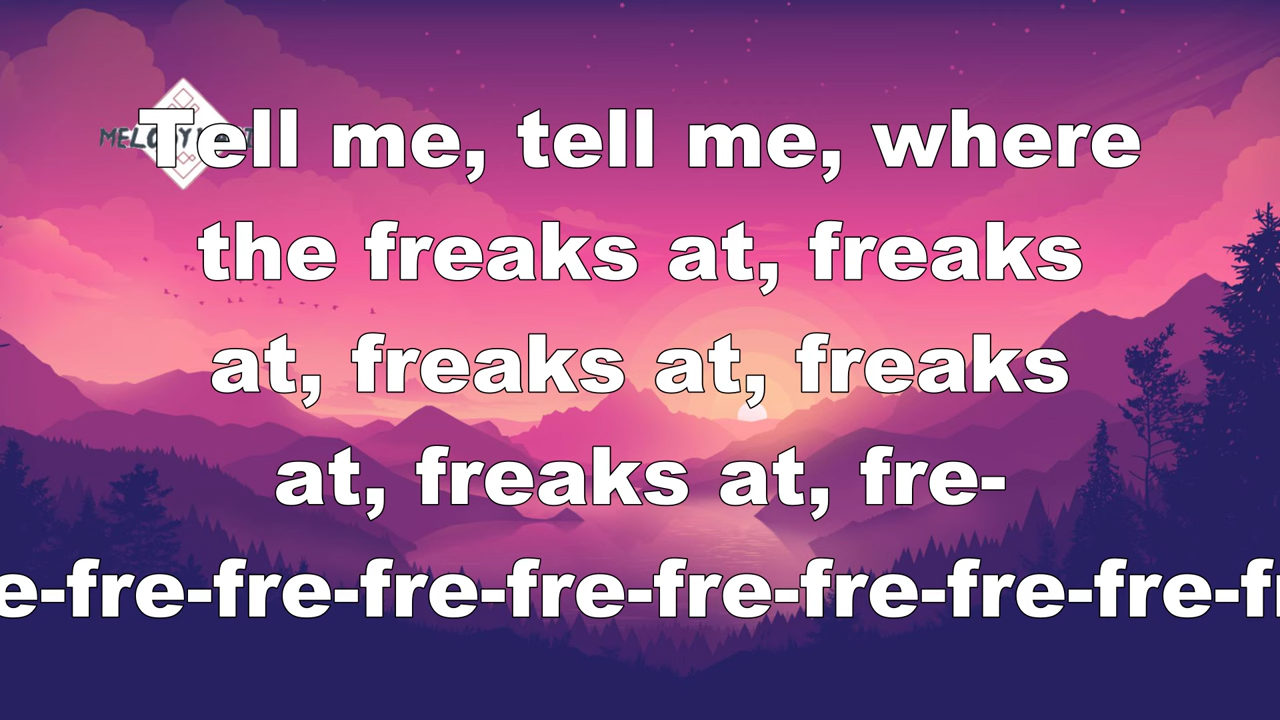 Tell me, tell me, where
the freaks at, freaks
at, freaks at, freaks
at, freaks at, fre-
e-fre-fre-fre-fre-fre-fre-fre-fre-f